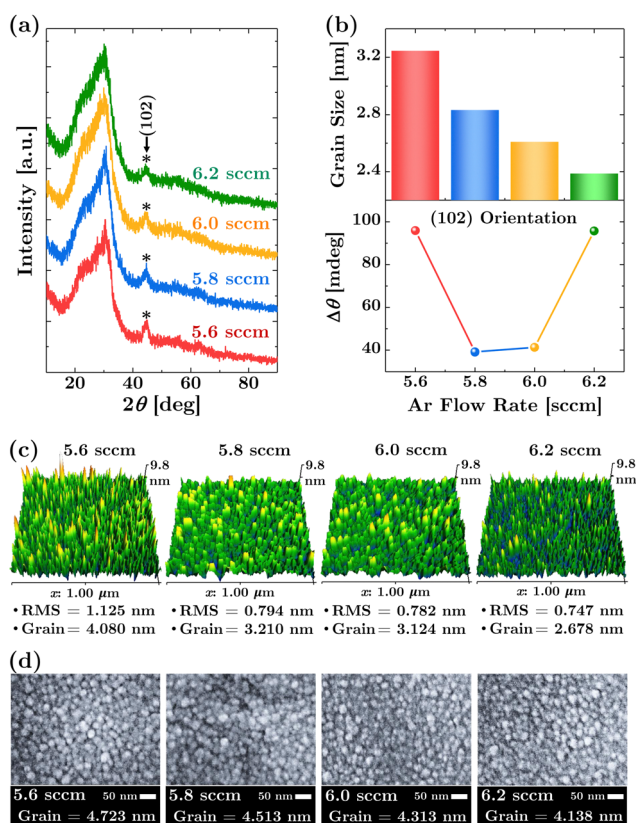 (a)
Intensity [a.u.]
(102)
*
6.2 sccm
*
6.0 sccm
*
5.8 sccm
*
5.6 sccm
10 30 50 70 90
2θ [deg]
(b)
Grain Size [nm]
3.2
2.8
2.4
(102) Orientation
Δθ [mdeg]
100
80
60
40
5.6 5.8 6.0 6.2
Ar Flow Rate [sccm]
(c)
5.6 sccm 5.8 sccm 6.0 sccm 6.2 sccm
9.8 nm 9.8 nm 9.8 nm 9.8 nm
x: 1.00 μm x: 1.00 μm x: 1.00 μm x: 1.00 μm
•RMS = 1.125 nm •RMS = 0.794 nm •RMS = 0.782 nm •RMS = 0.747 nm
•Grain= 4.080 nm •Grain= 3.210 nm •Grain= 3.124 nm •Grain= 2.678 nm
(d)
5.6 sccm 50 nm 5.8 sccm 50 nm 6.0 sccm 50 nm 6.2 sccm 50 nm
Grain = 4.723 nm Grain = 4.513 nm Grain = 4.313 nm Grain = 4.138 nm